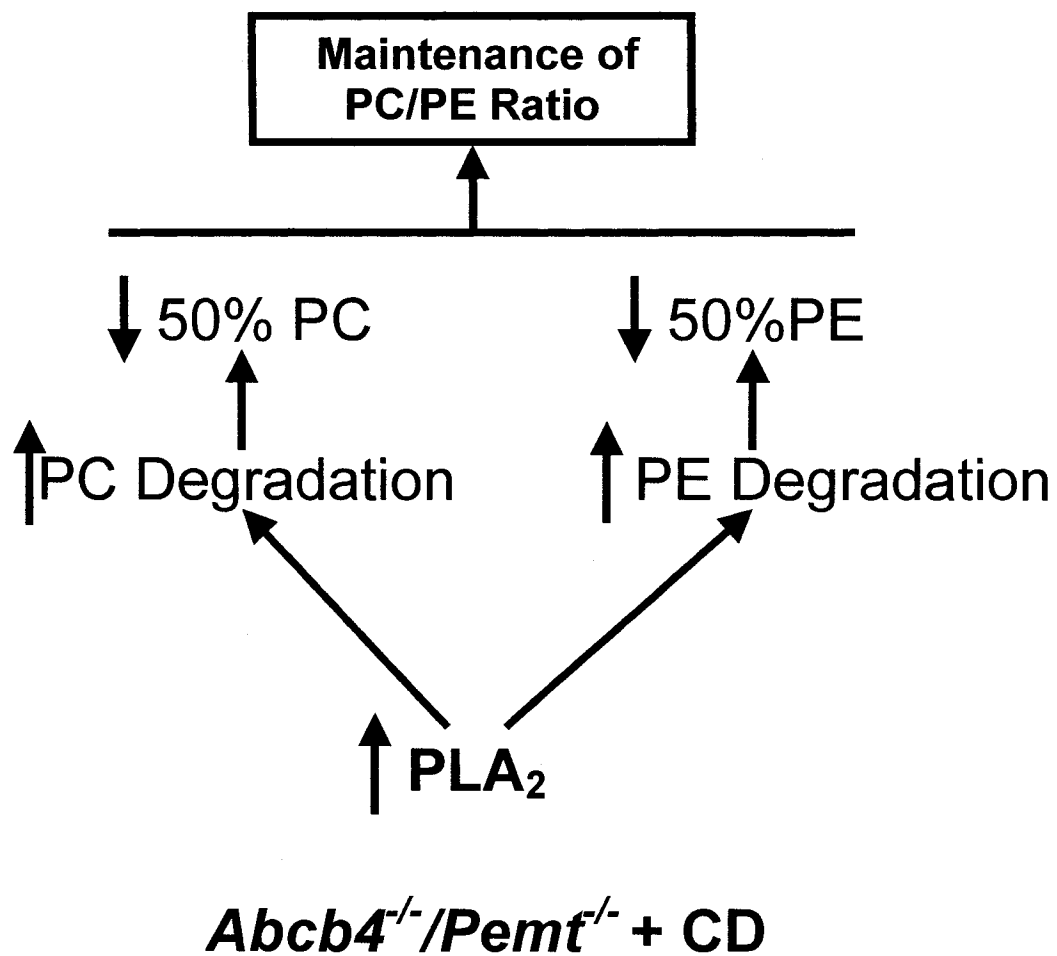 Maintenance of
PC/PE Ratio
50% PC
50%PE
PC Degradation
PE Degradation
PLA₂
Abcb4⁻/⁻/Pemt⁻/⁻ + CD